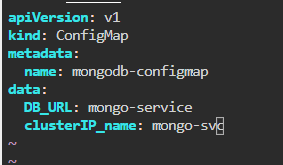 apiVersion: v1
kind: ConfigMap
metadata:
  name: mongodb-configmap
data:
  DB_URL: mongo-service
  clusterIP_name: mongo-svc
~
~